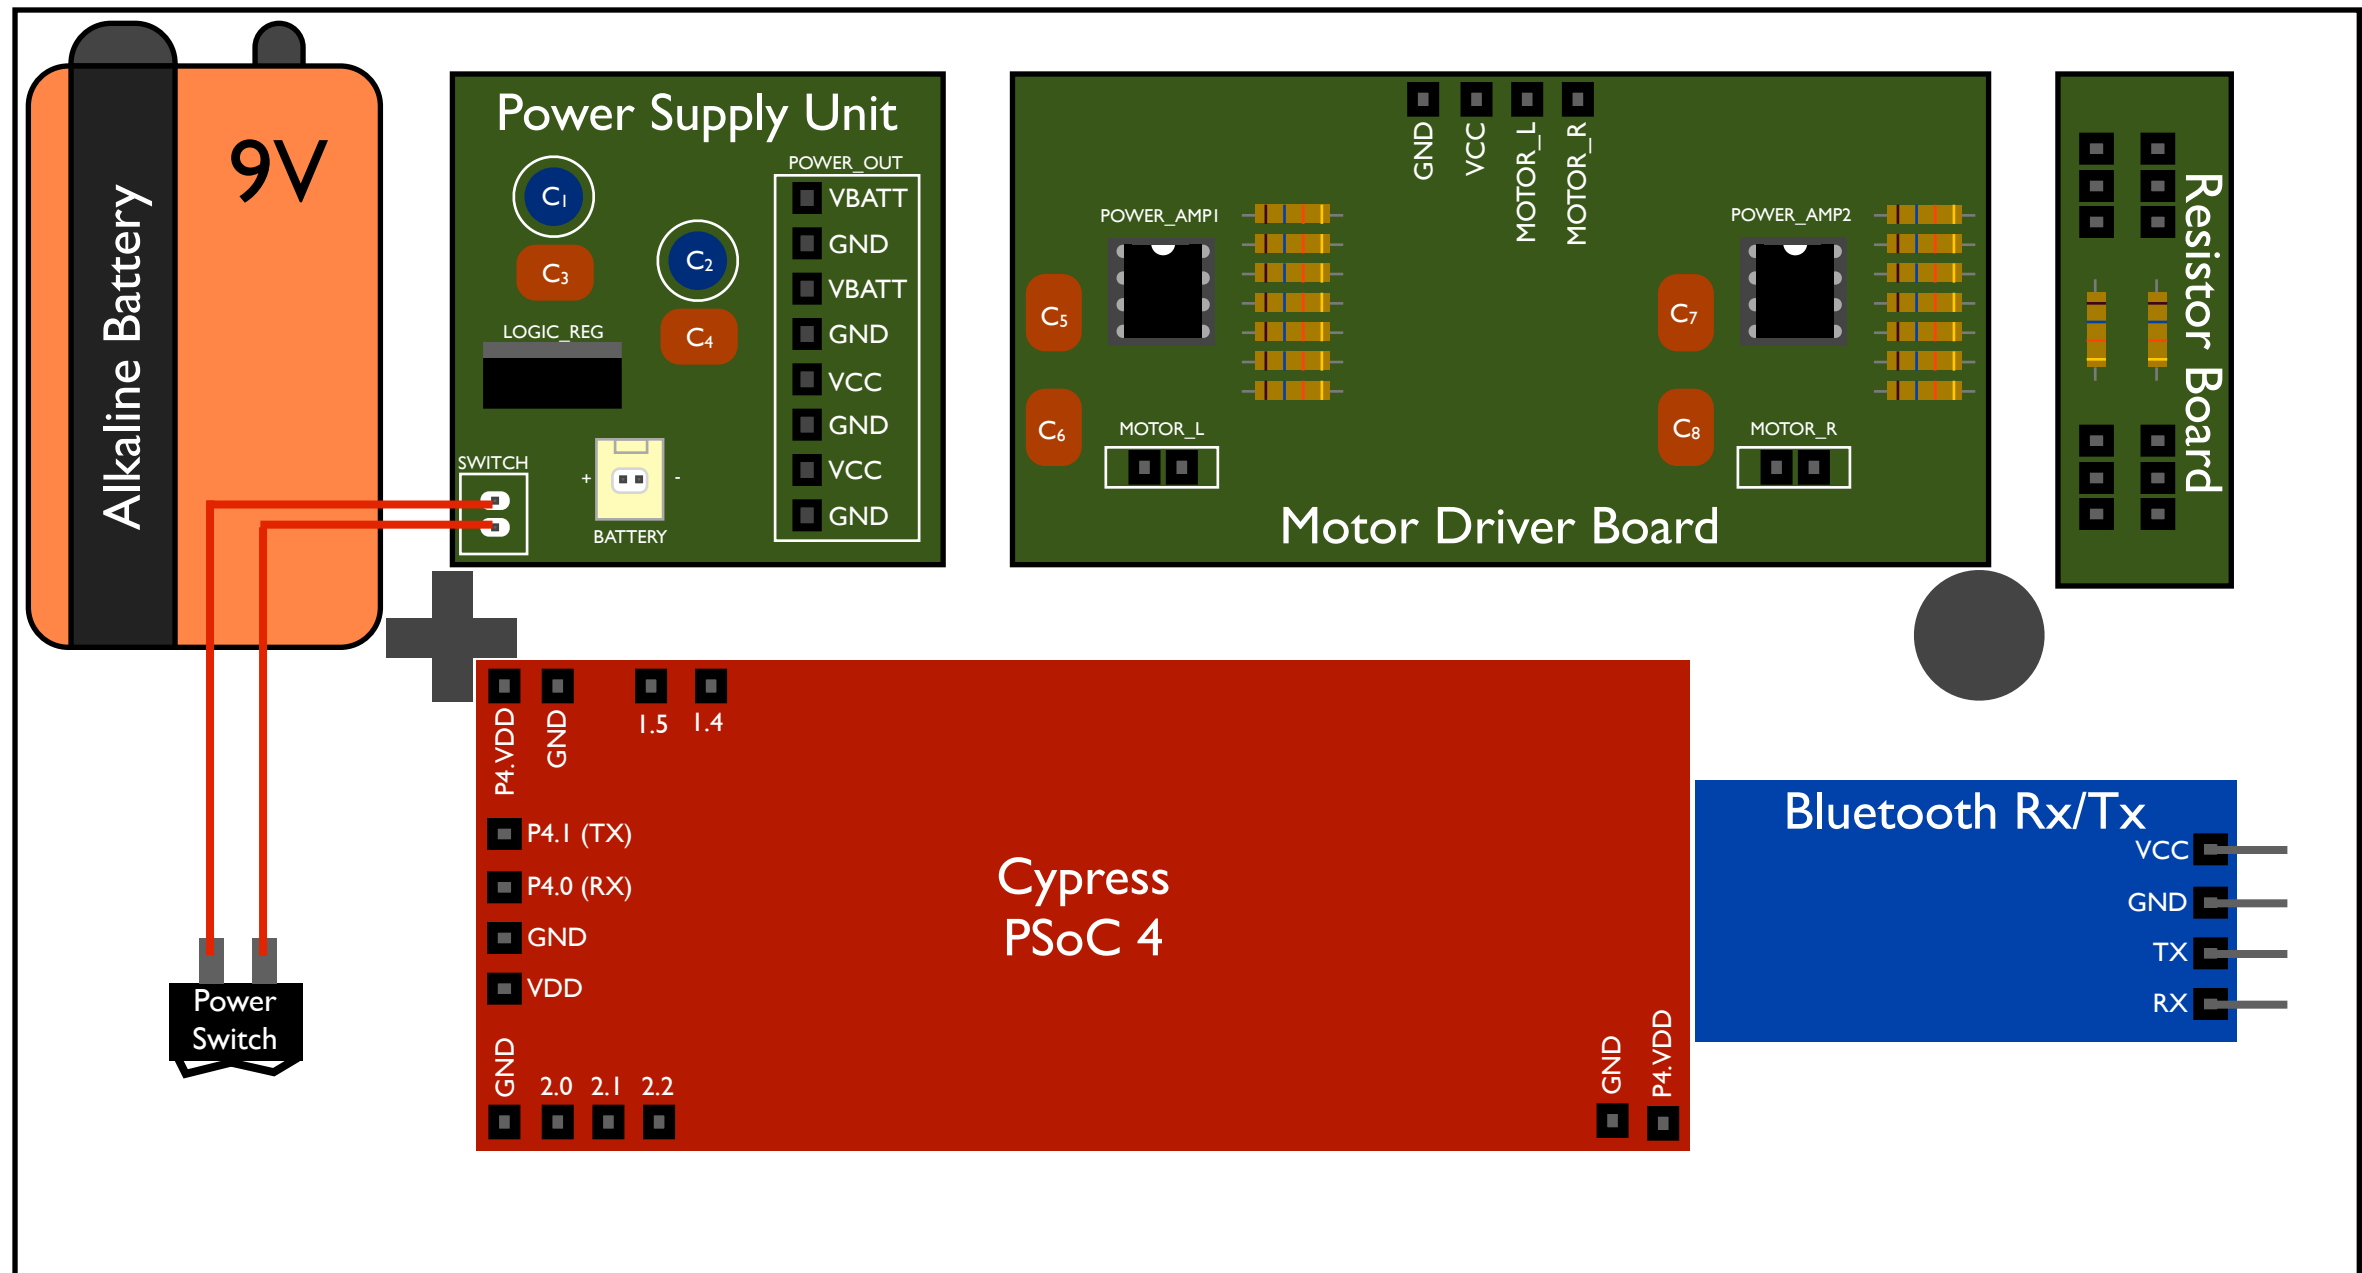 9V
Alkaline Battery
Power Supply Unit
POWER_OUT
VBATT
GND
VBATT
GND
VCC
GND
VCC
GND
C1
C3
C2
C4
LOGIC_REG
SWITCH
+
-
BATTERY
GND
VCC
MOTOR_L
MOTOR_R
POWER_AMP1
POWER_AMP2
C5
C6
C7
C8
MOTOR_L
MOTOR_R
Motor Driver Board
Resistor Board
Power
Switch
P4.VDD
GND
1.5
1.4
P4.1 (TX)
P4.0 (RX)
GND
VDD
GND
2.0
2.1
2.2
Cypress
PSoC 4
GND
P4.VDD
Bluetooth Rx/Tx
VCC
GND
TX
RX